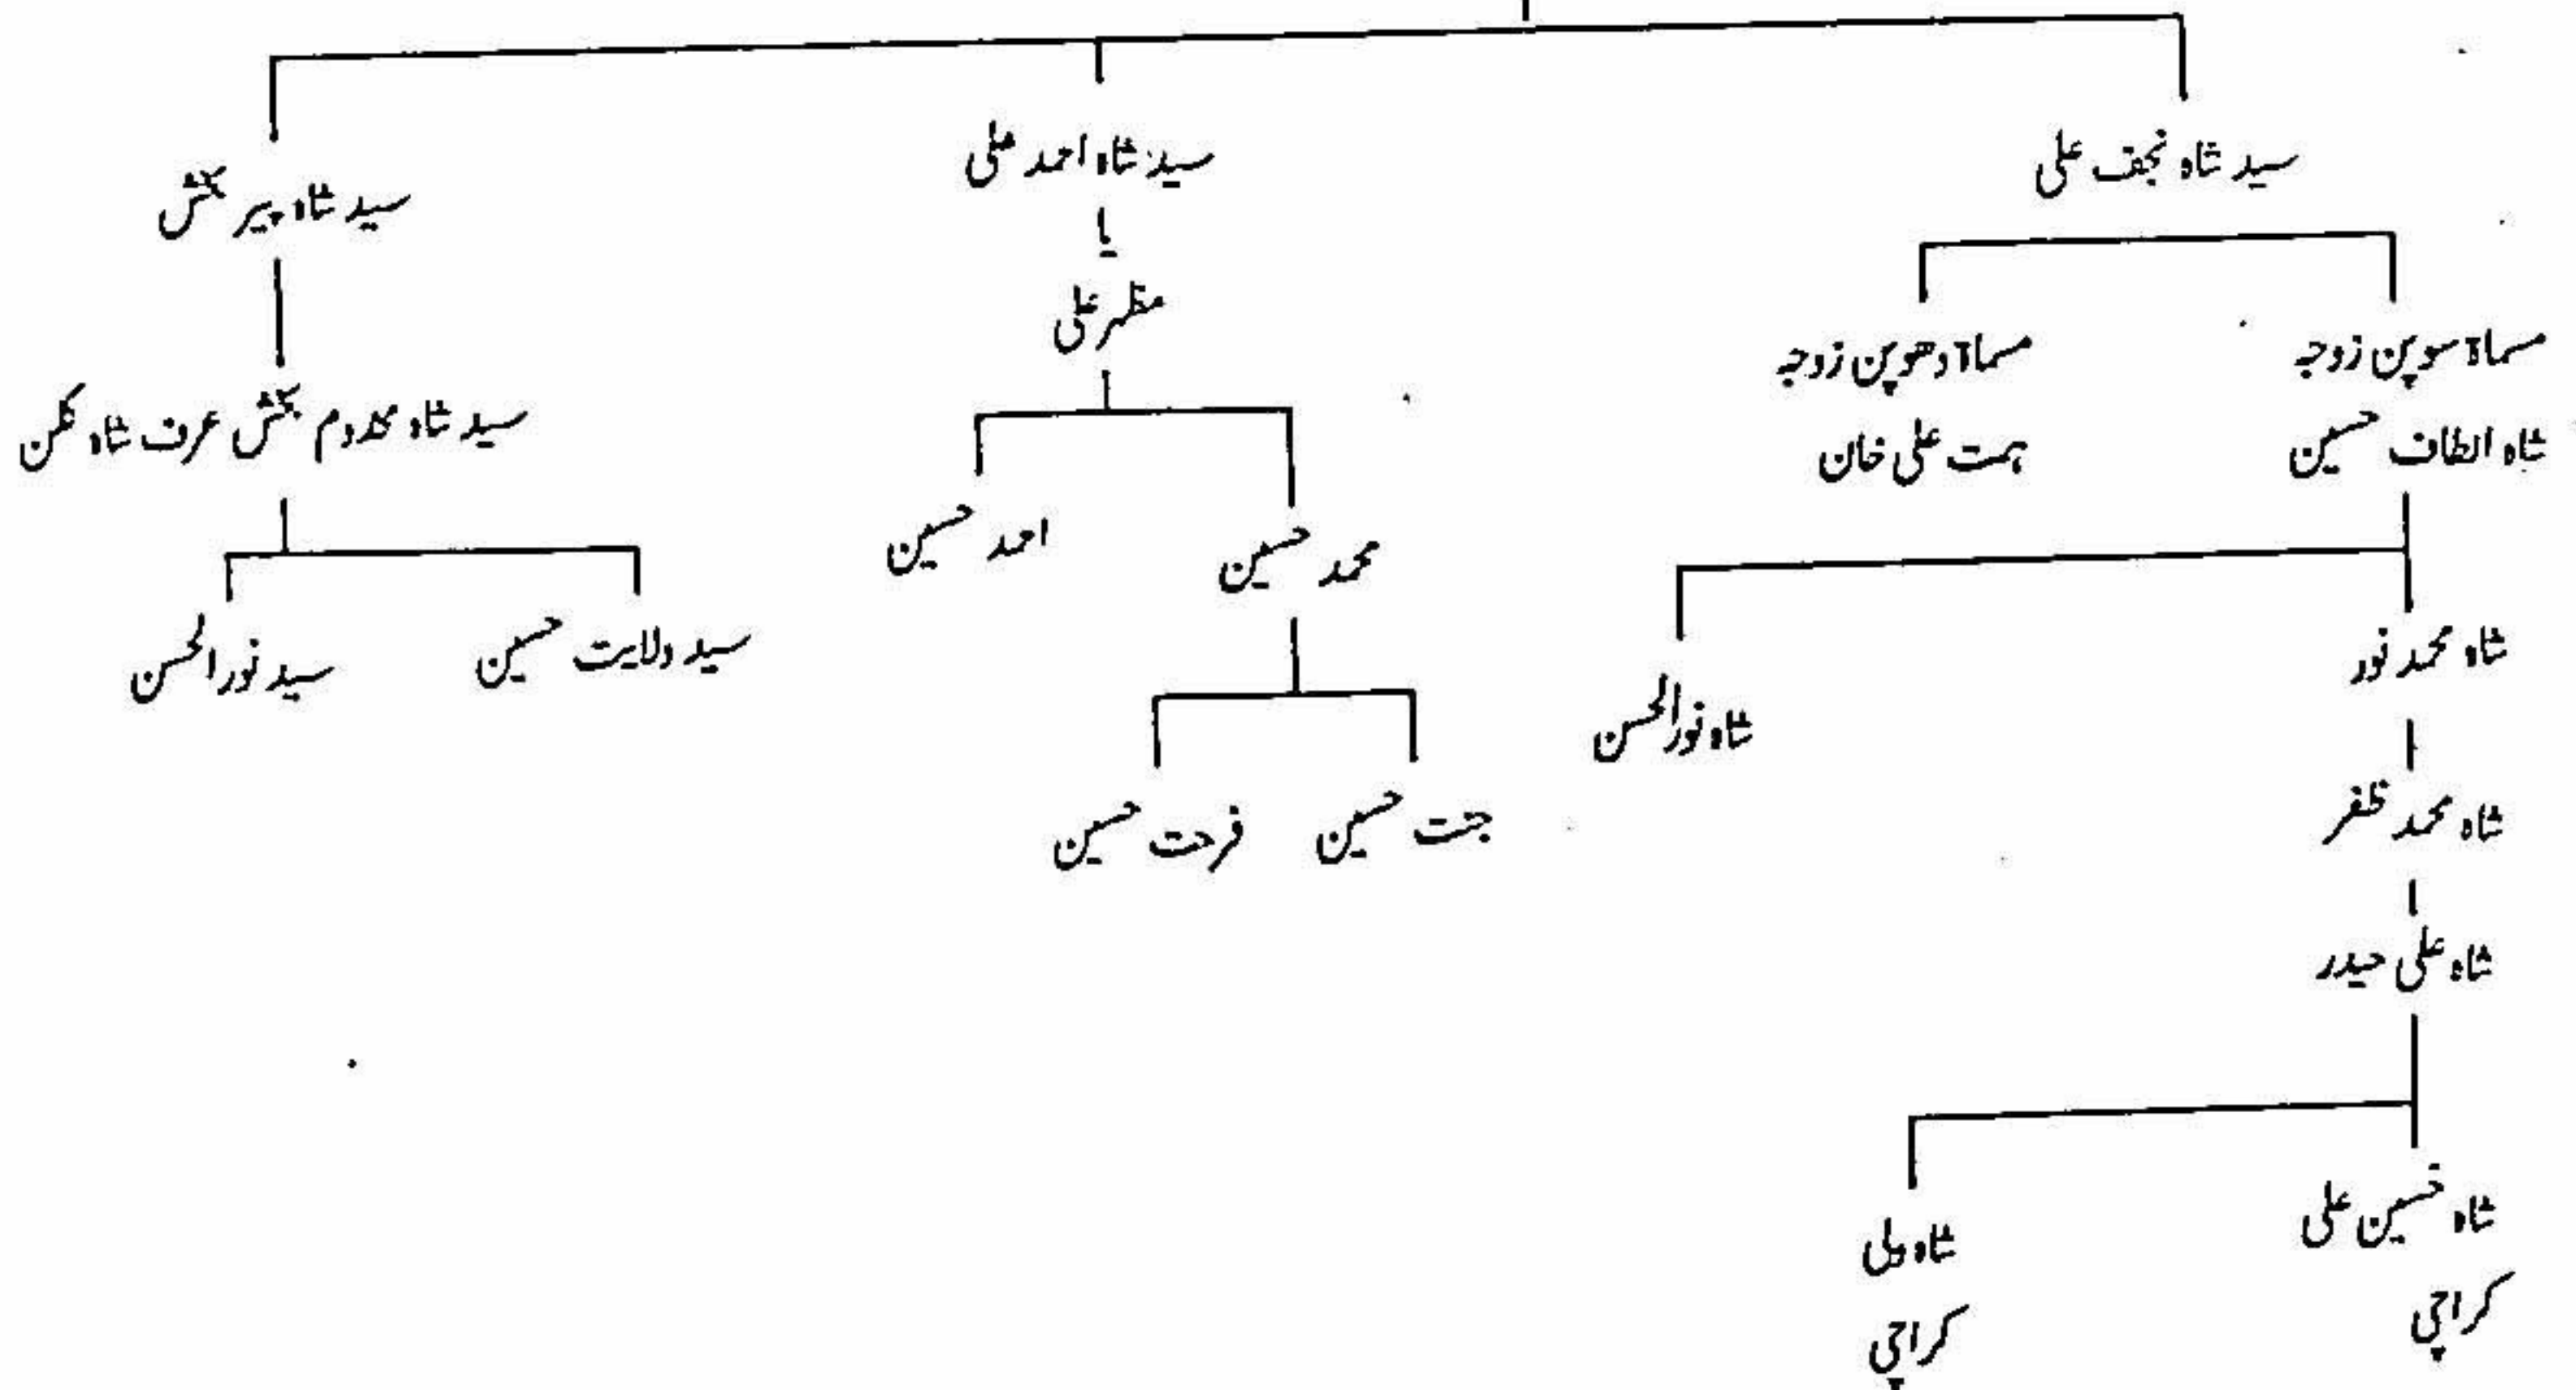 سید شاہ نجف علی
سید شاہ احمد علی
سید شاہ پیر بخش
یا
مظہر علی
مسماۃ سوپن زوجہ
شاہ الطاف حسین
مسماۃ دھوپن زوجہ
ہمت علی خان
سید شاہ مخدوم بخش عرف شاہ
محمد حسین
احمد حسین
سید ولایت حسین
سید نور الحسن
شاہ محمد نور
شاہ نور الحسن
جنت حسین
فرحت حسین
شاہ محمد ظفر
شاہ علی حیدر
شاہ حسین علی
کراچی
شاہ ولی
کراچی